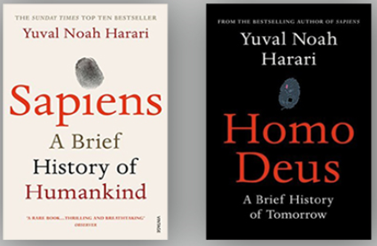 THE SUNDAY TIMES TOP TEN BESTSELLER
Yuval Noah Harari
Sapiens
A Brief
History of
Humankind
'A RARE BOOK... THRILLING AND BREATHTAKING'
OBSERVER
VINTAGE
FROM THE BESTSELLING AUTHOR OF SAPIENS
Yuval Noah
Harari
Homo
Deus
A Brief History
of Tomorrow